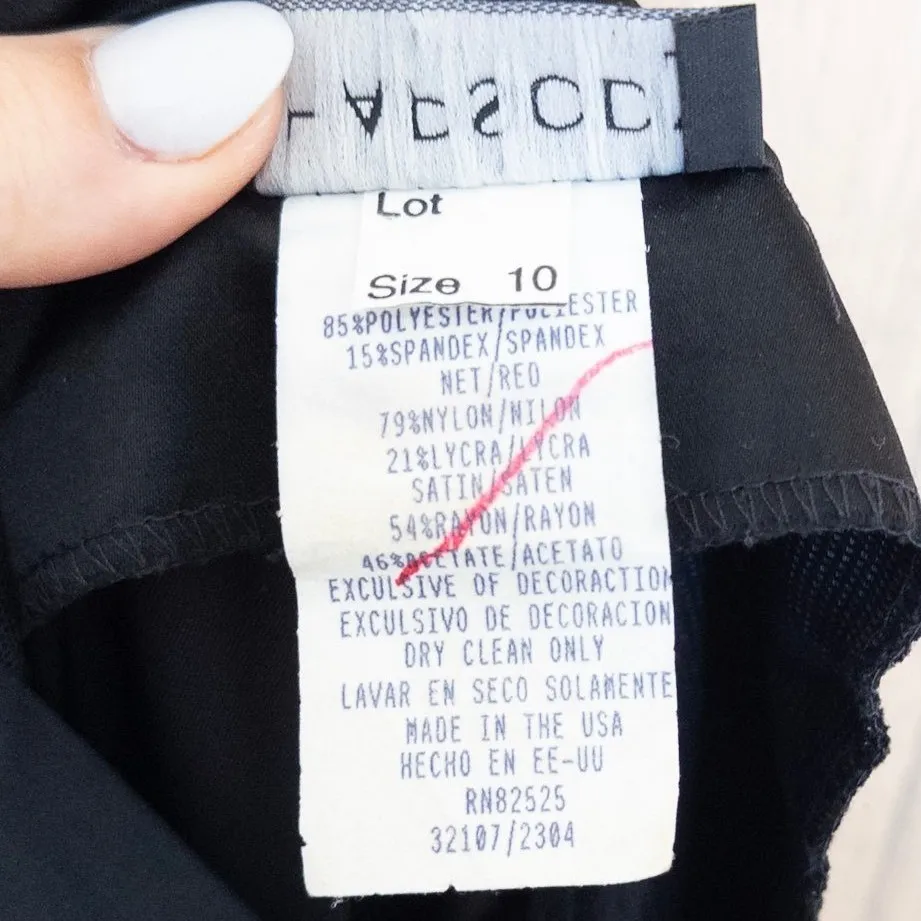 Lot
Size 10
85%POLYESTER/POLIESTER
15%SPANDEX/SPANDEX
NET/RED
79%NYLON/NILON
21%LYCRA/LYCRA
SATIN/SATEN
54%RAYON/RAYON
46%ACETATE/ACETATO
EXCULSIVE OF DECORACTION
EXCULSIVO DE DECORACION
DRY CLEAN ONLY
LAVAR EN SECO SOLAMENTE
MADE IN THE USA
HECHO EN EE-UU
RN82525
32107/2304